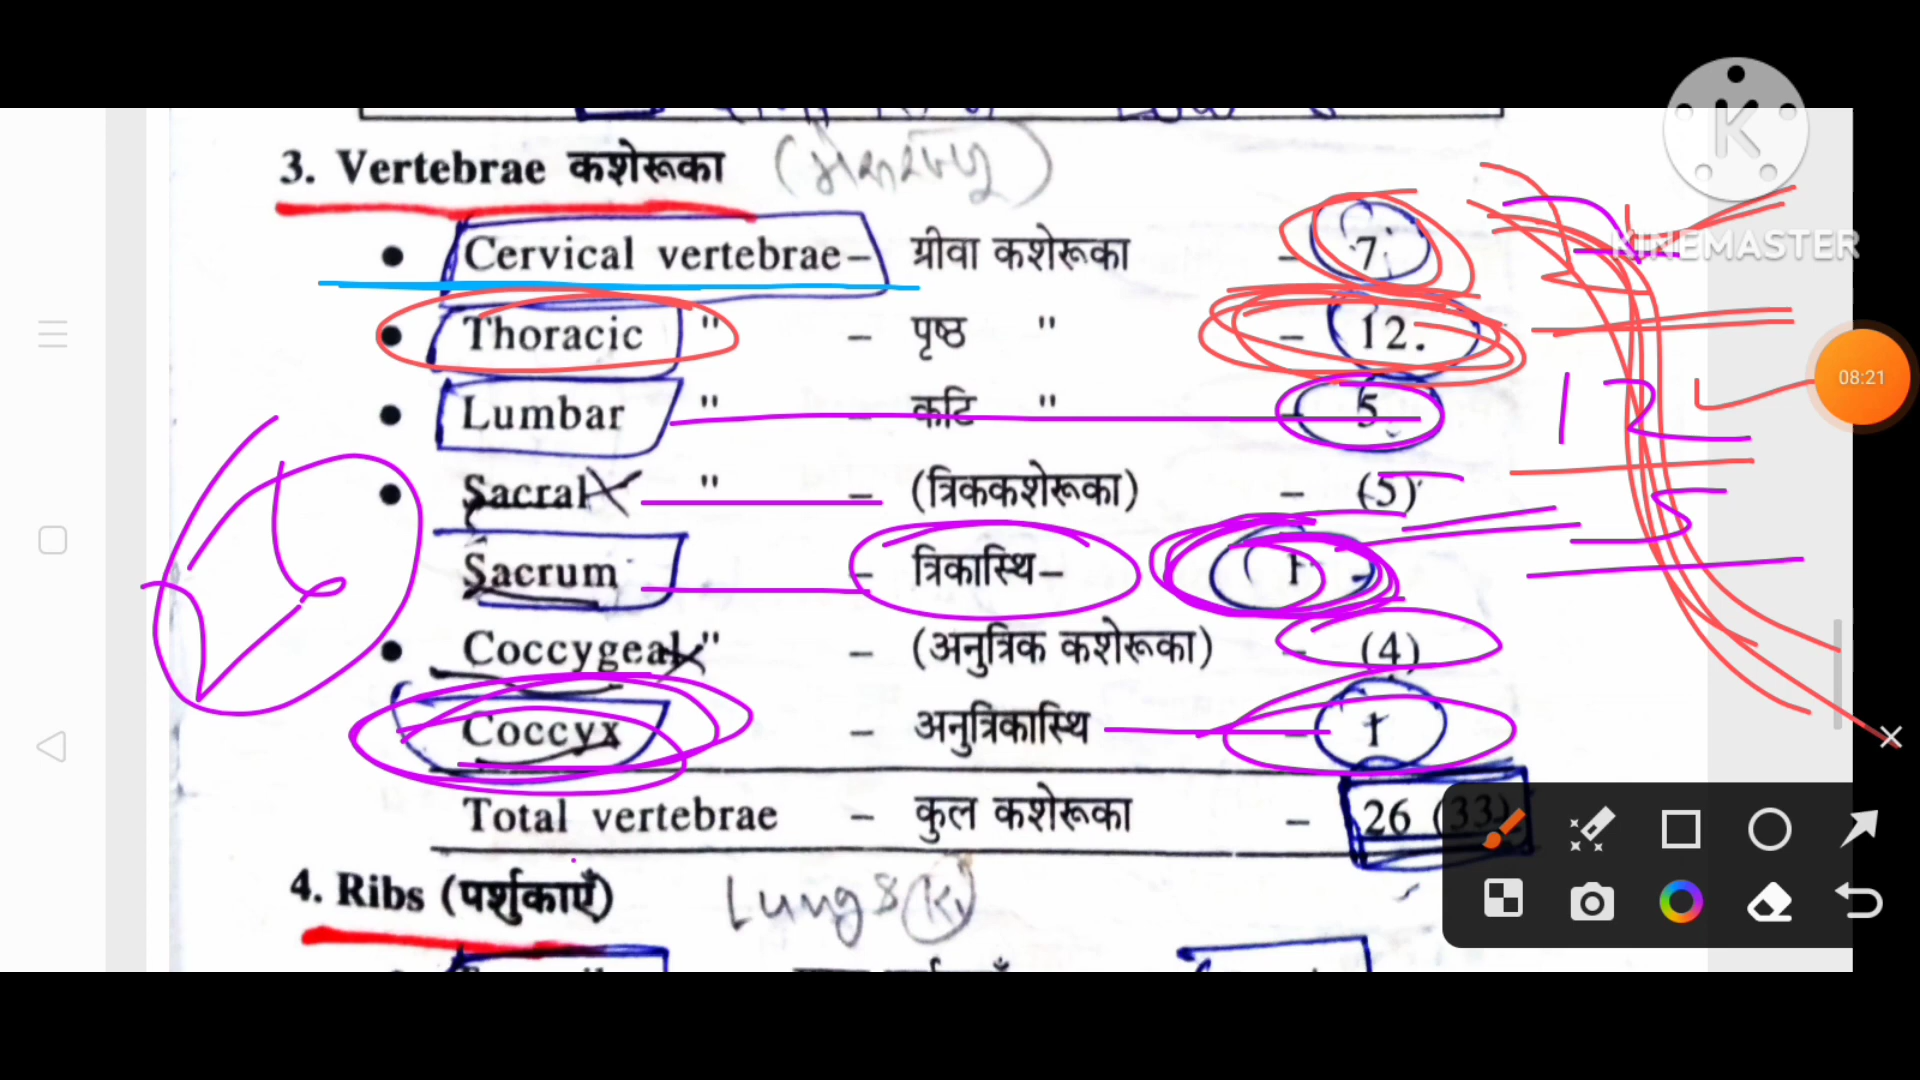 KINEMASTER
3. Vertebrae कशेरूका
Cervical vertebrae – ग्रीवा कशेरूका – 7
Thoracic " – पृष्ठ " – 12.
Lumbar " – कटि " – 5
Sacral " – (त्रिककशेरूका) – (5)
Sacrum – त्रिकास्थि – 1
Coccygeal " – (अनुत्रिक कशेरूका) – (4)
Coccyx – अनुत्रिकास्थि – 1
Total vertebrae – कुल कशेरूका – 26 (33)
4. Ribs (पर्शुकाएँ) Lungs
08:21